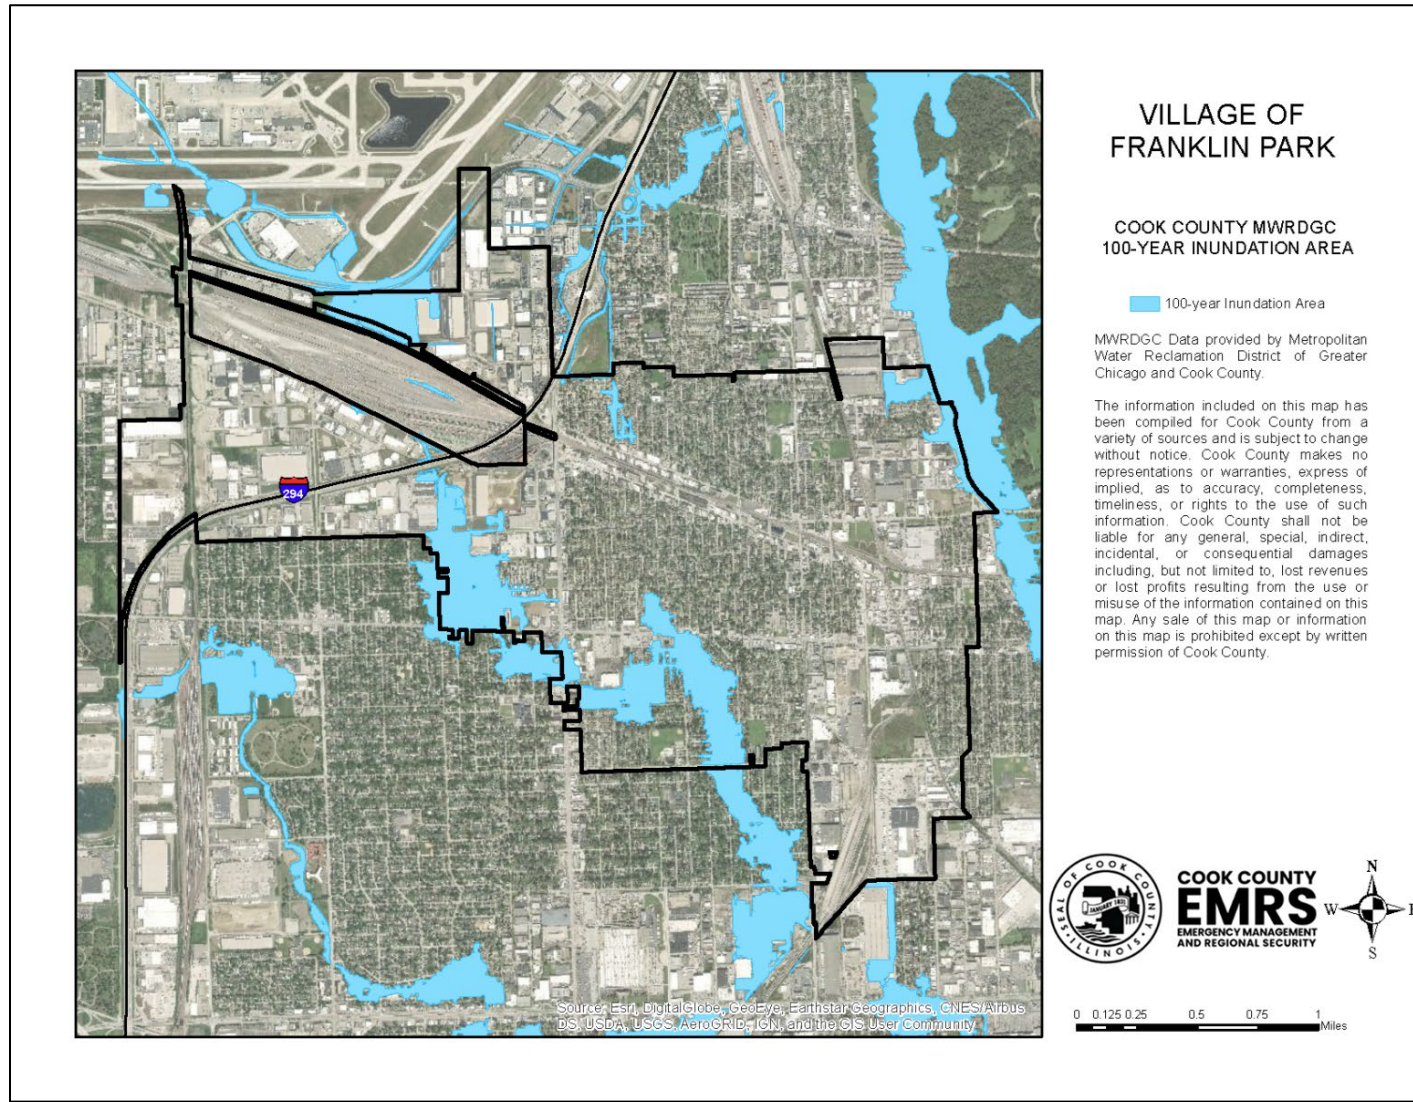 VILLAGE OF
FRANKLIN PARK
COOK COUNTY MWRDGC
100-YEAR INUNDATION AREA
100-year Inundation Area
MWRDGC Data provided by Metropolitan
Water Reclamation District of Greater
Chicago and Cook County.
The information included on this map has
been compiled for Cook County from a
variety of sources and is subject to change
without notice. Cook County makes no
representations or warranties, express of
implied, as to accuracy, completeness,
timeliness, or rights to the use of such
information. Cook County shall not be
liable for any general, special, indirect,
incidental, or consequential damages
including, but not limited to, lost revenues
or lost profits resulting from the use or
misuse of the information contained on this
map. Any sale of this map or information
on this map is prohibited except by written
permission of Cook County.
294
SEAL OF COOK COUNTY
JANUARY 1831
ILLINOIS
COOK COUNTY
EMRS
EMERGENCY MANAGEMENT
AND REGIONAL SECURITY
N
W E
S
Source: Esri, DigitalGlobe, GeoEye, Earthstar Geographics, CNES/Airbus
DS, USDA, USGS, AeroGRID, IGN, and the GIS User Community
0 0.125 0.25 0.5 0.75 1
Miles